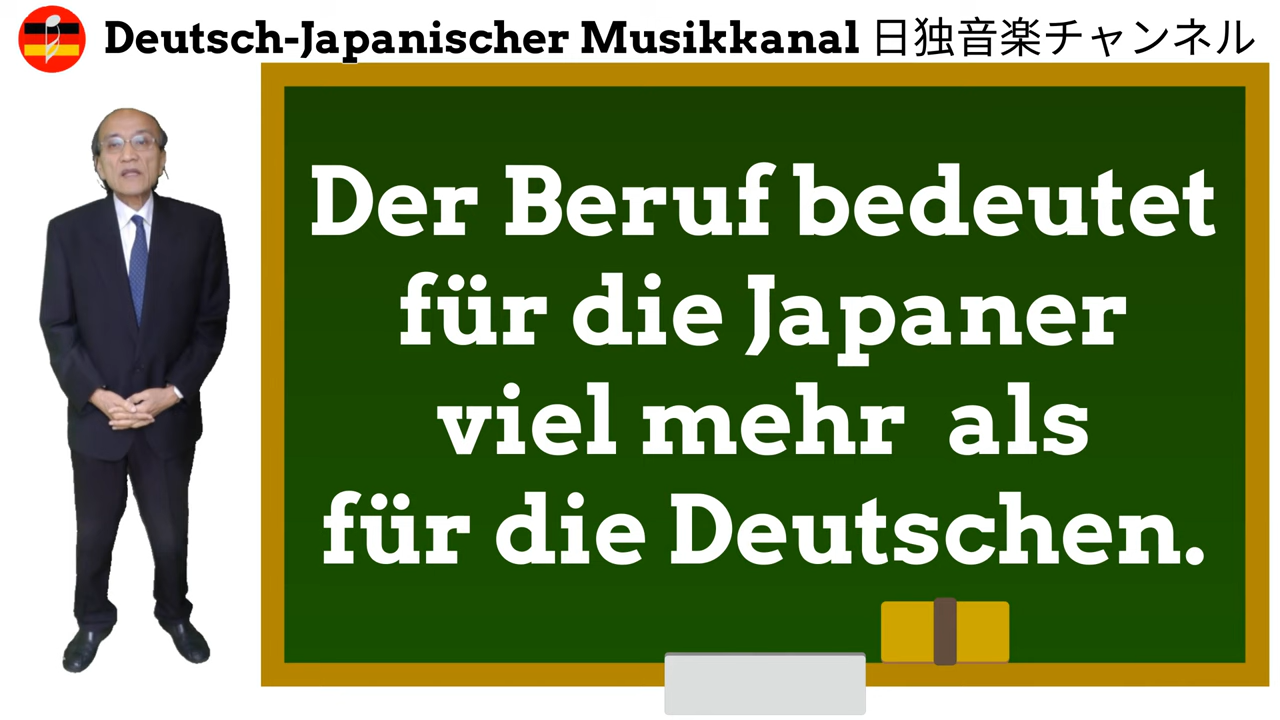 Deutsch-Japanischer Musikkanal 日独音楽チャンネル
Der Beruf bedeutet
für die Japaner
viel mehr als
für die Deutschen.